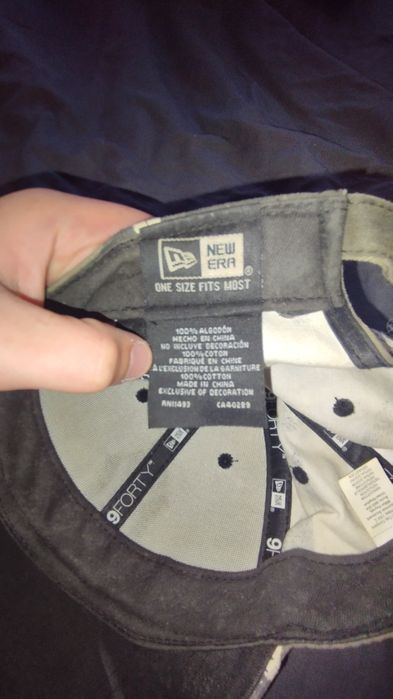 NEW
ERA
ONE SIZE FITS MOST
100% ALGODÓN
HECHO EN CHINA
NO INCLUYE DECORACIÓN
100% COTON
FABRIQUÉ EN CHINE
À L'EXCLUSION DE LA GARNITURE
100% COTTON
MADE IN CHINA
EXCLUSIVE OF DECORATION
RN11493 CA40289
9FORTY
9FORTY